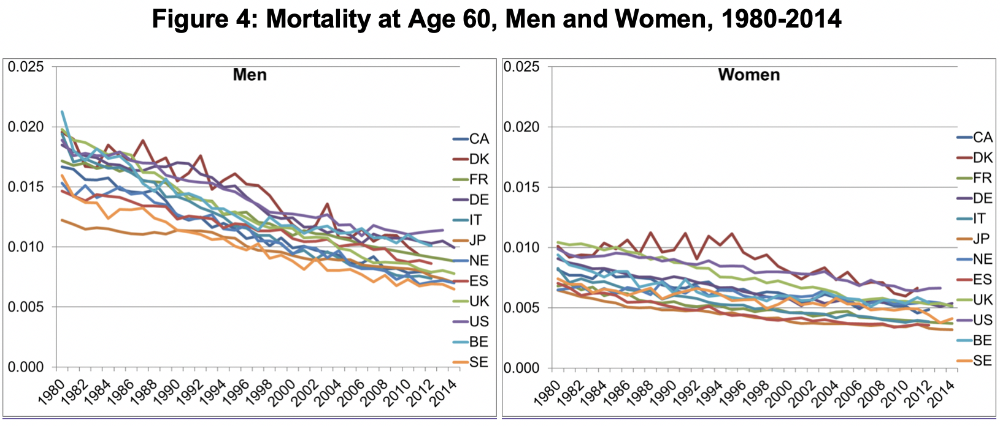 Figure 4: Mortality at Age 60, Men and Women, 1980-2014
Men
0.025
0.020
0.015
0.010
0.005
0.000
1980
1982
1984
1986
1988
1990
1992
1994
1996
1998
2000
2002
2004
2006
2008
2010
2012
2014
CA
DK
FR
DE
IT
JP
NE
ES
UK
US
BE
SE
Women
0.025
0.020
0.015
0.010
0.005
0.000
1980
1982
1984
1986
1988
1990
1992
1994
1996
1998
2000
2002
2004
2006
2008
2010
2012
2014
CA
DK
FR
DE
IT
JP
NE
ES
UK
US
BE
SE